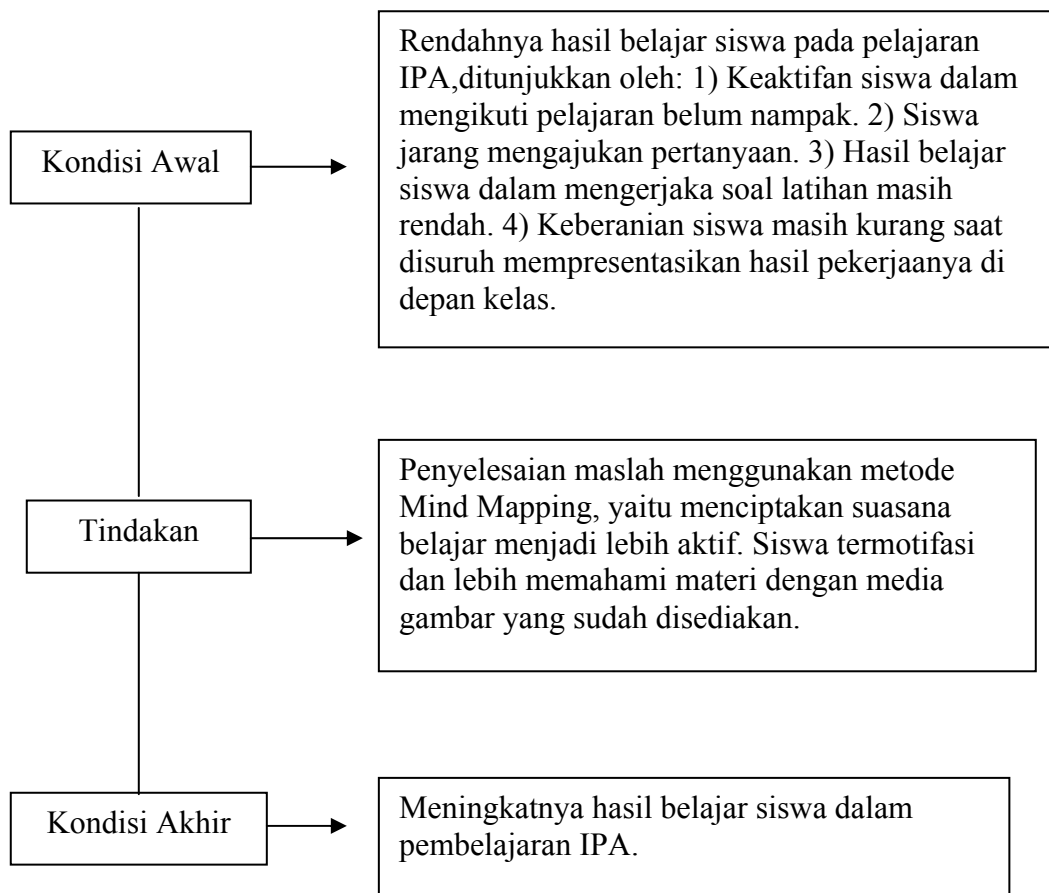 Kondisi Awal
Rendahnya hasil belajar siswa pada pelajaran
IPA,ditunjukkan oleh: 1) Keaktifan siswa dalam
mengikuti pelajaran belum nampak. 2) Siswa
jarang mengajukan pertanyaan. 3) Hasil belajar
siswa dalam mengerjaka soal latihan masih
rendah. 4) Keberanian siswa masih kurang saat
disuruh mempresentasikan hasil pekerjaanya di
depan kelas.
Tindakan
Penyelesaian maslah menggunakan metode
Mind Mapping, yaitu menciptakan suasana
belajar menjadi lebih aktif. Siswa termotifasi
dan lebih memahami materi dengan media
gambar yang sudah disediakan.
Kondisi Akhir
Meningkatnya hasil belajar siswa dalam
pembelajaran IPA.